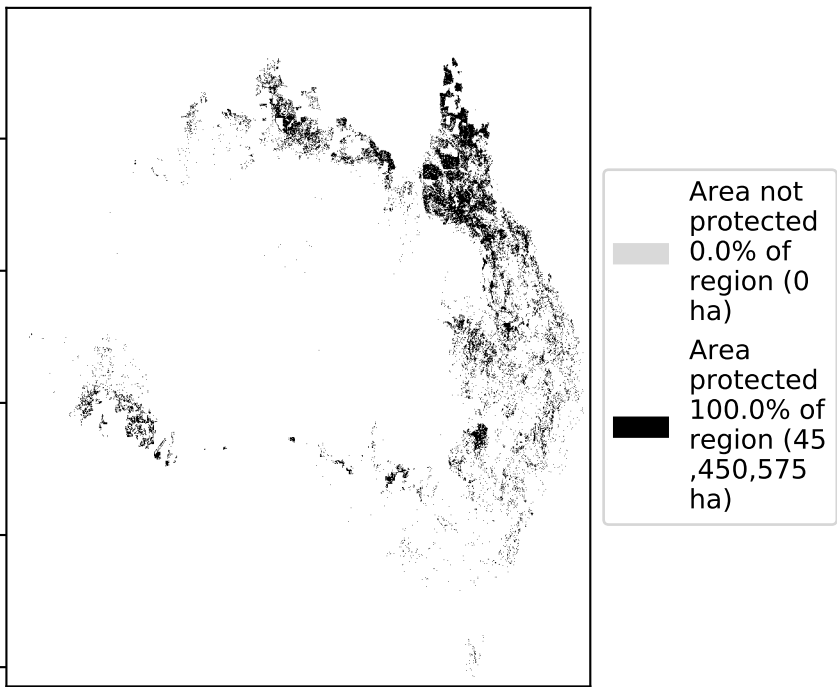 Area not
protected
0.0% of
region (0
ha)
Area
protected
100.0% of
region (45
,450,575
ha)